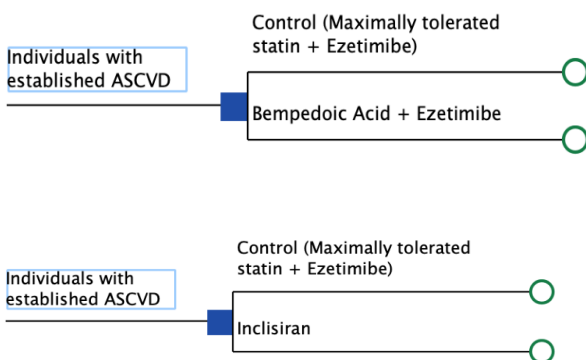 Control (Maximally tolerated
statin + Ezetimibe)
Individuals with
established ASCVD
Bempedoic Acid + Ezetimibe
Control (Maximally tolerated
statin + Ezetimibe)
Individuals with
established ASCVD
Inclisiran